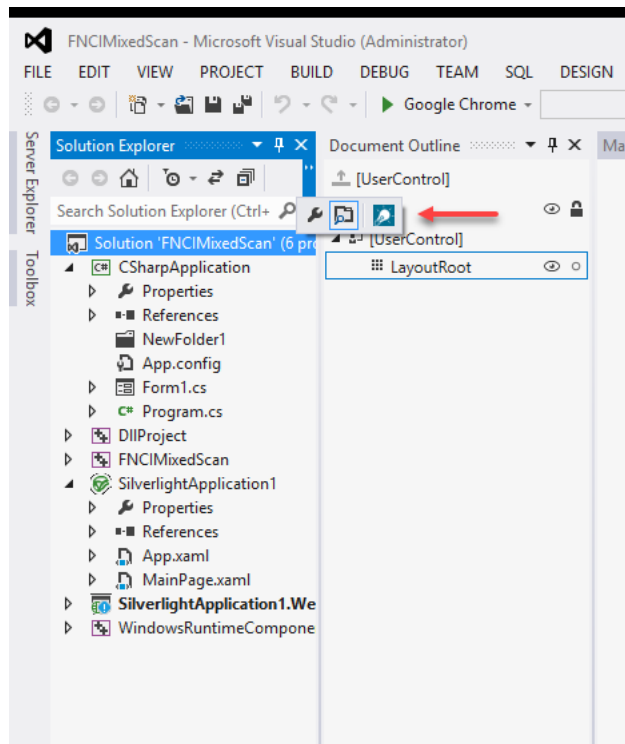 FNCIMixedScan - Microsoft Visual Studio (Administrator)
FILE EDIT VIEW PROJECT BUILD DEBUG TEAM SQL DESIGN
Google Chrome
Server Explorer
Toolbox
Solution Explorer
Search Solution Explorer (Ctrl+
Solution 'FNCIMixedScan' (6 pro
C# CSharpApplication
Properties
References
NewFolder1
App.config
Form1.cs
C# Program.cs
DllProject
FNCIMixedScan
SilverlightApplication1
Properties
References
App.xaml
MainPage.xaml
SilverlightApplication1.We
WindowsRuntimeCompone
Document Outline
[UserControl]
[UserControl]
LayoutRoot
Ma